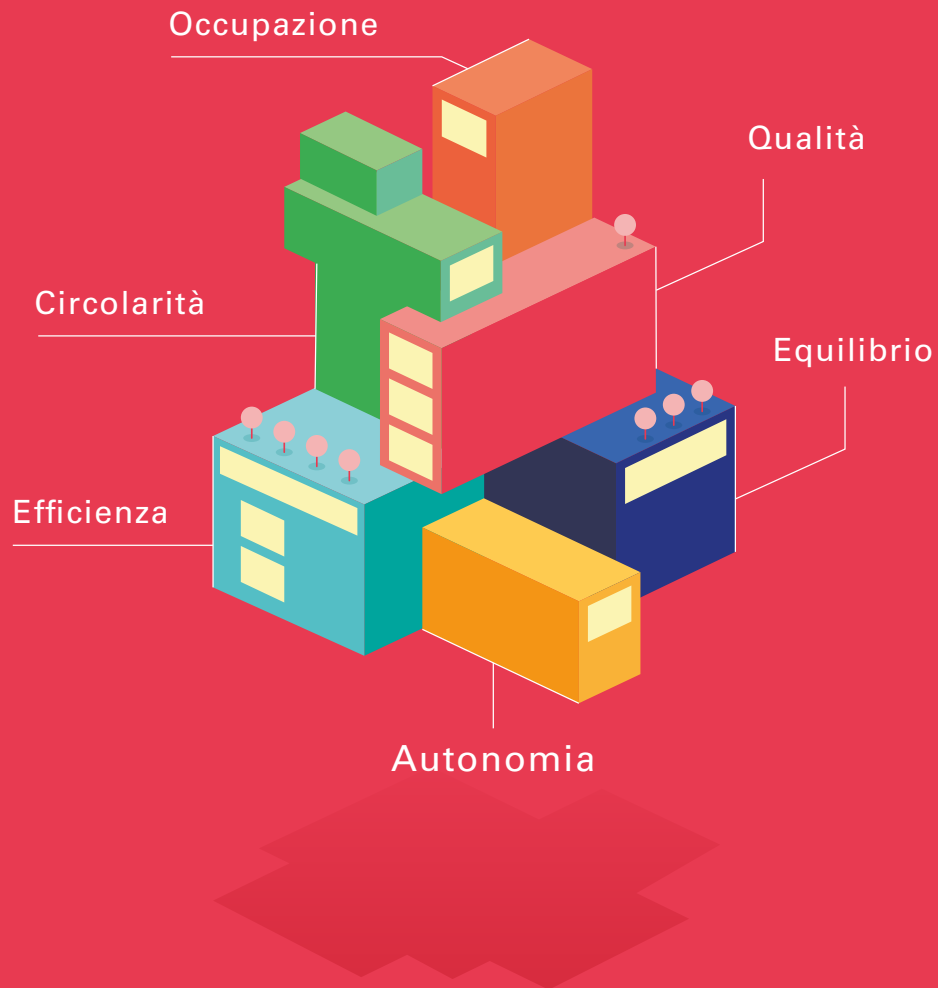 Occupazione
Qualità
Circolarità
Equilibrio
Efficienza
Autonomia